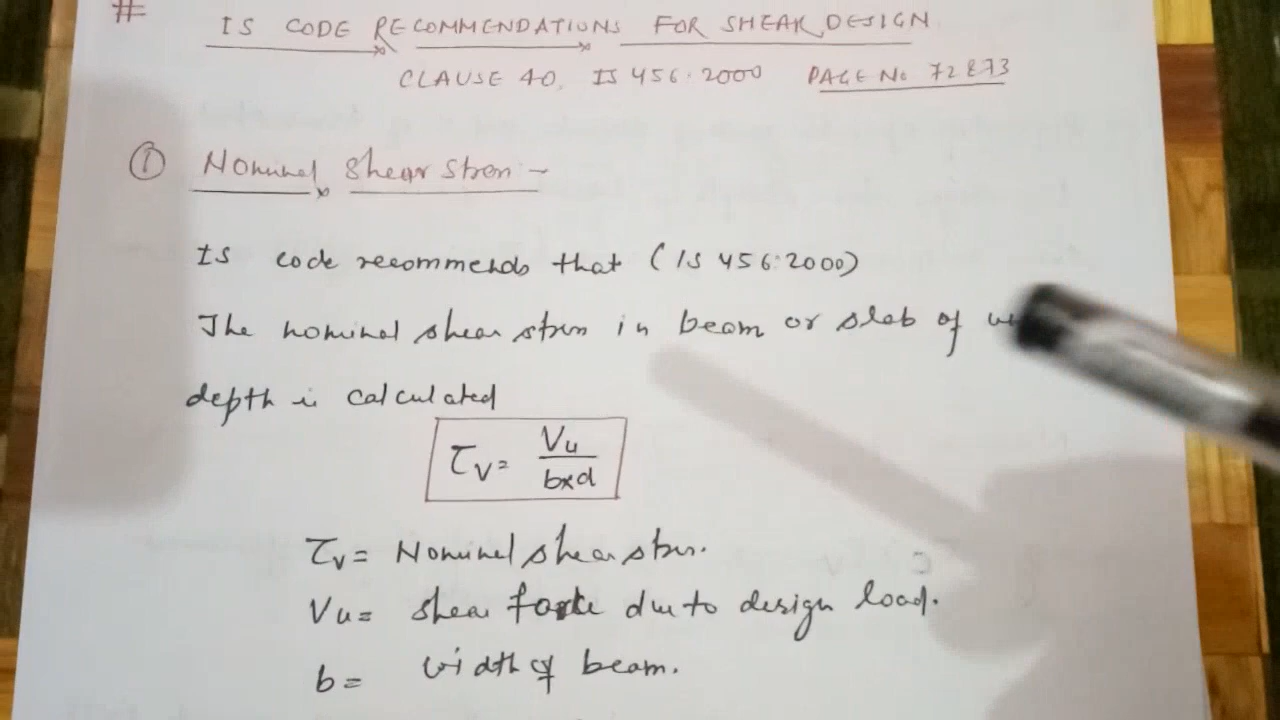 # IS CODE RECOMMENDATIONS FOR SHEAR DESIGN
CLAUSE 40, IS 456:2000 PAGE No 72 & 73
① Nominal Shear Stress :-
IS code recommends that (IS 456:2000)
The nominal shear stress in beam or slab of
depth is calculated
τv = Vu / b×d
τv = Nominal shear stress.
Vu = shear force due to design load.
b = width of beam.